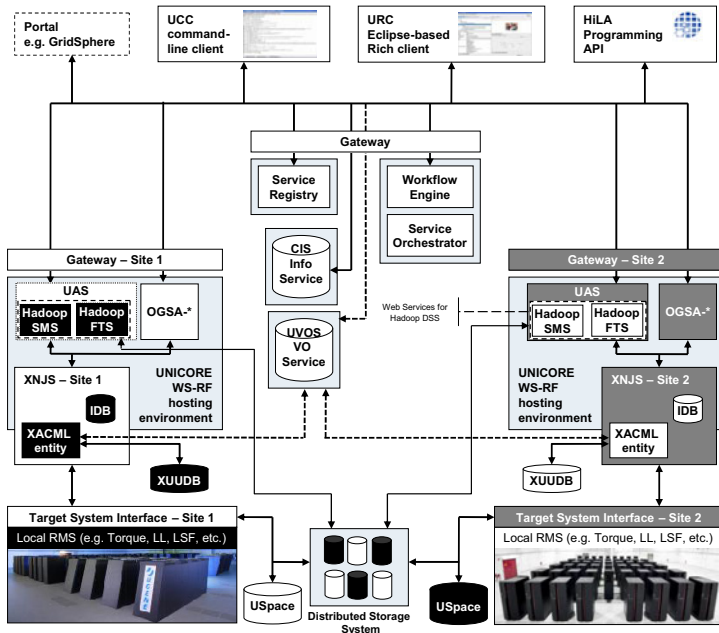 Portal
e.g. GridSphere
UCC
command-
line client
URC
Eclipse-based
Rich client
HiLA
Programming
API
Gateway
Service
Registry
Workflow
Engine
Service
Orchestrator
CIS
Info
Service
UVOS
VO
Service
Gateway – Site 1
UAS
Hadoop
SMS
Hadoop
FTS
OGSA-*
UNICORE
WS-RF
hosting
environment
XNJS – Site 1
IDB
XACML
entity
XUUDB
Target System Interface – Site 1
Local RMS (e.g. Torque, LL, LSF, etc.)
USpace
Web Services for
Hadoop DSS
Gateway – Site 2
UAS
Hadoop
SMS
Hadoop
FTS
OGSA-*
UNICORE
WS-RF
hosting
environment
XNJS – Site 2
IDB
XACML
entity
XUUDB
Target System Interface – Site 2
Local RMS (e.g. Torque, LL, LSF, etc.)
USpace
Distributed Storage
System